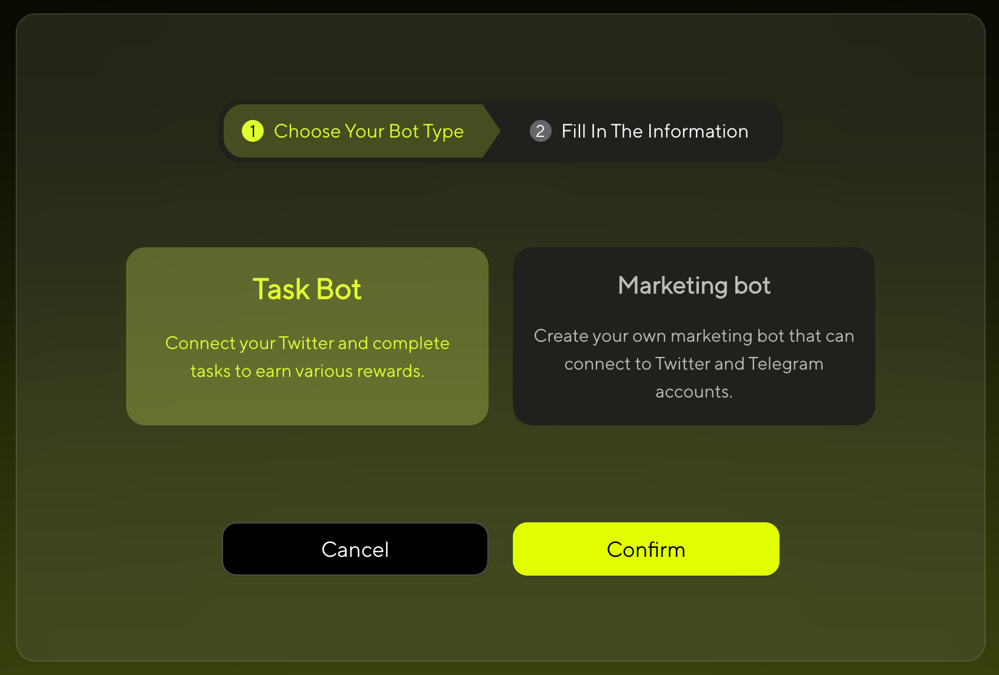 1 Choose Your Bot Type
2 Fill In The Information
Task Bot
Connect your Twitter and complete
tasks to earn various rewards.
Marketing bot
Create your own marketing bot that can
connect to Twitter and Telegram
accounts.
Cancel
Confirm